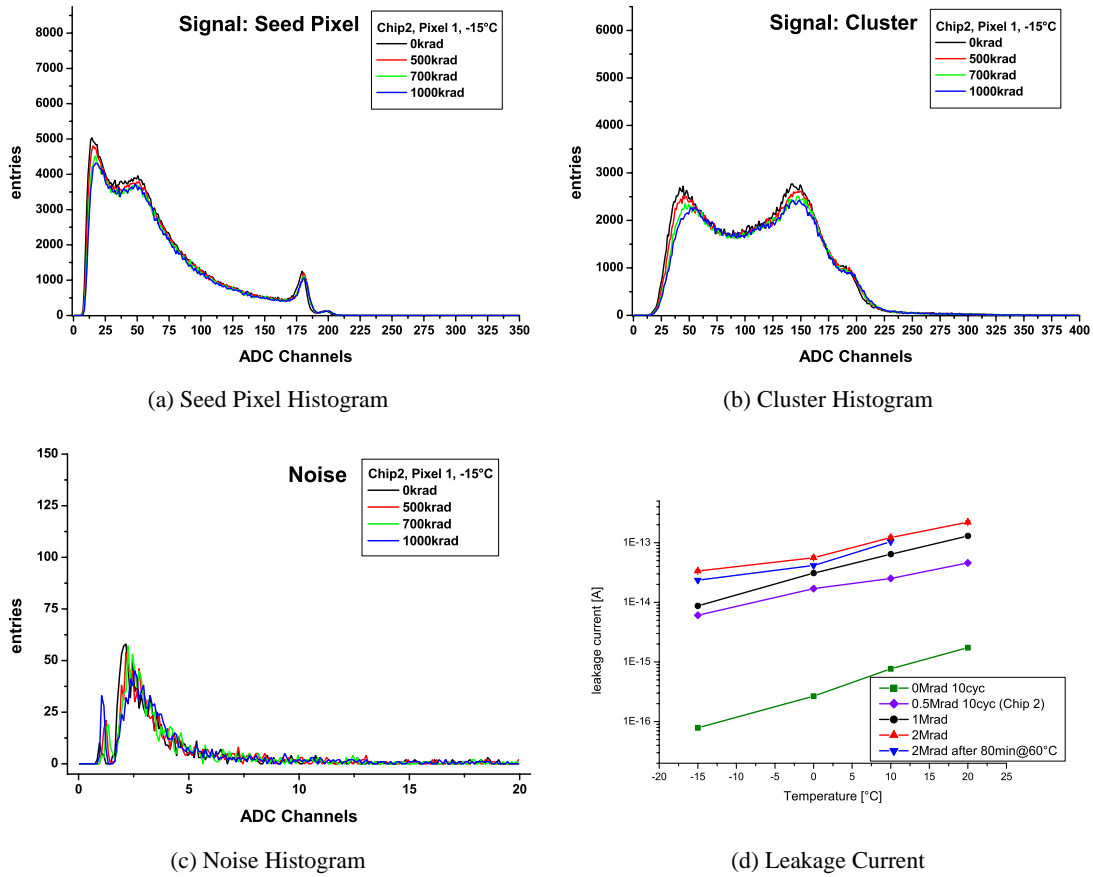 Signal: Seed Pixel
Chip2, Pixel 1, -15°C
0krad
500krad
700krad
1000krad
8000
7000
6000
5000
4000
3000
2000
1000
0
entries
0 25 50 75 100 125 150 175 200 225 250 275 300 325 350
ADC Channels
(a) Seed Pixel Histogram
Signal: Cluster
Chip2, Pixel 1, -15°C
0krad
500krad
700krad
1000krad
6000
5000
4000
3000
2000
1000
0
entries
0 25 50 75 100 125 150 175 200 225 250 275 300 325 350 375 400
ADC Channels
(b) Cluster Histogram
Noise
Chip2, Pixel 1, -15°C
0krad
500krad
700krad
1000krad
150
125
100
75
50
25
0
entries
0 5 10 15 20
ADC Channels
(c) Noise Histogram
1E-13
1E-14
1E-15
1E-16
leakage current [A]
0Mrad 10cyc
0.5Mrad 10cyc (Chip 2)
1Mrad
2Mrad
2Mrad after 80min@60°C
-20 -15 -10 -5 0 5 10 15 20 25
Temperature [°C]
(d) Leakage Current